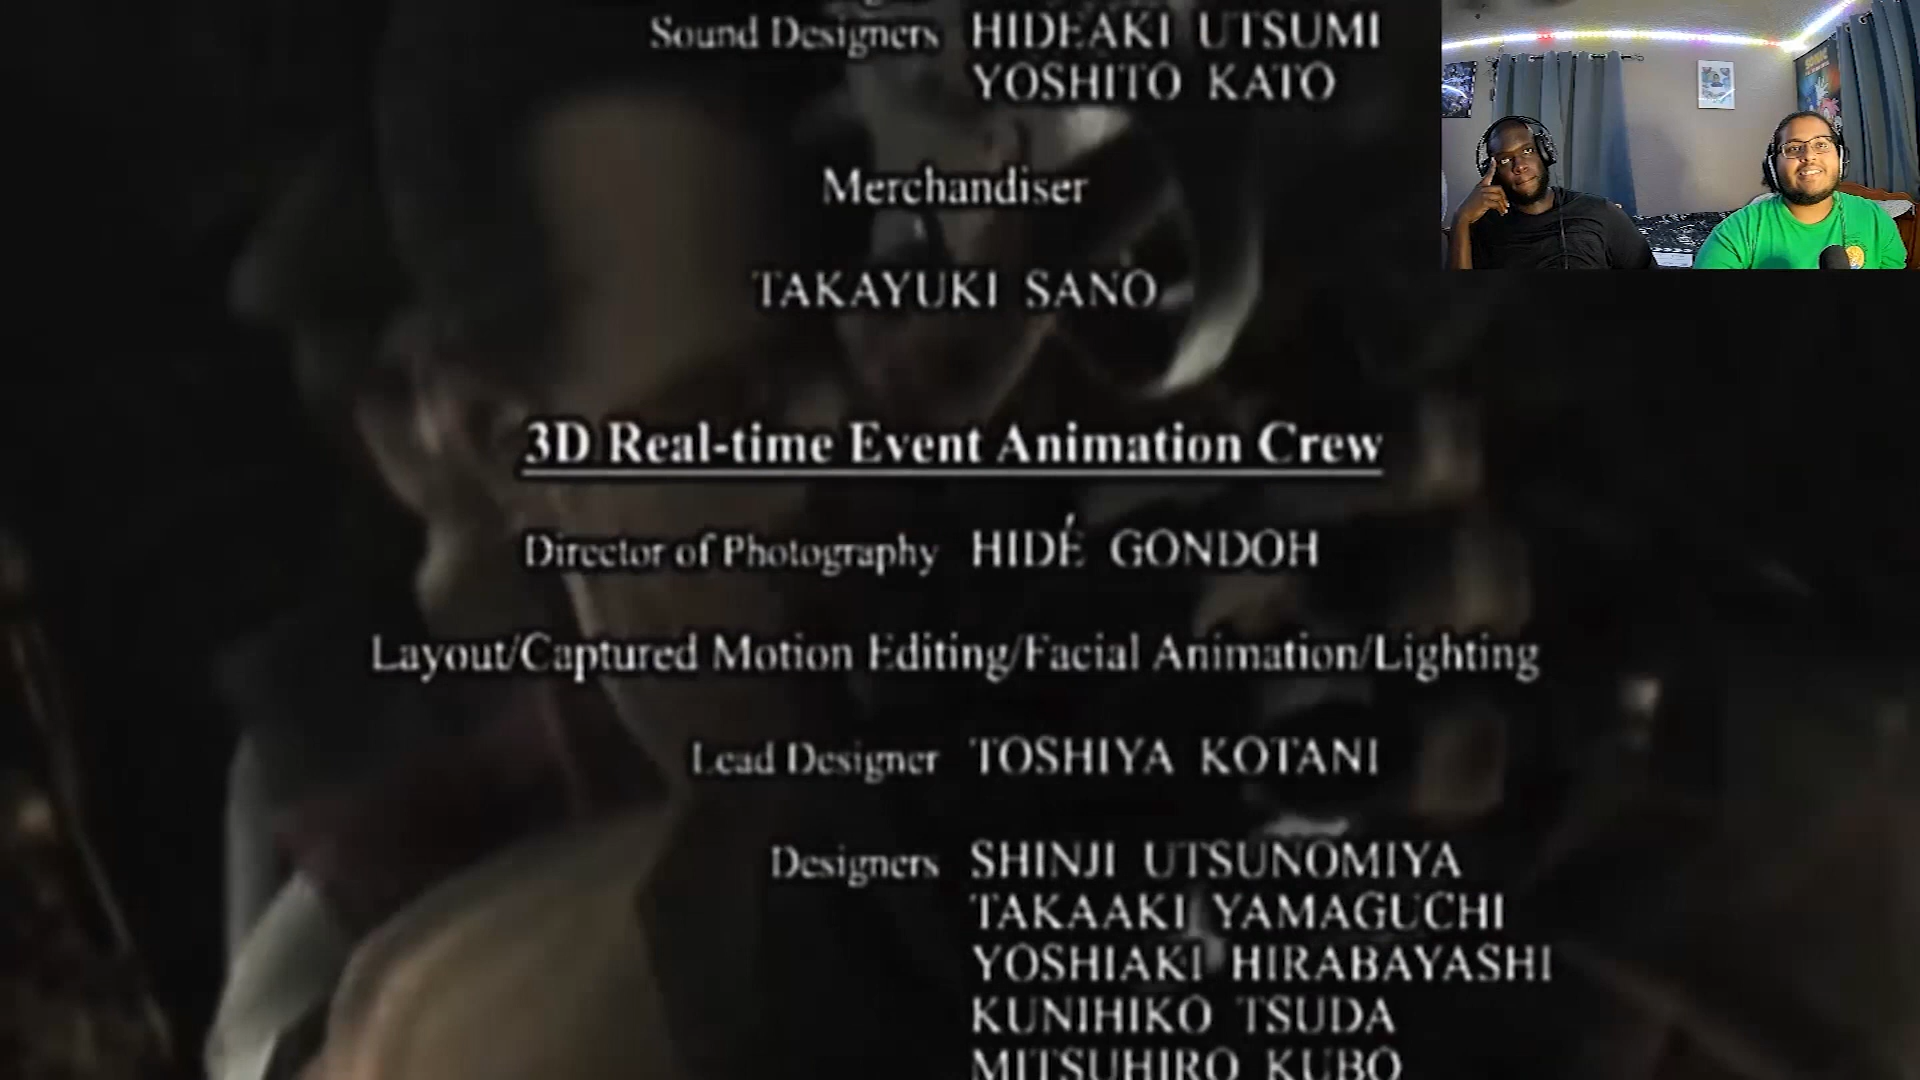 Sound Designers HIDEAKI UTSUMI
YOSHITO KATO
Merchandiser
TAKAYUKI SANO
3D Real-time Event Animation Crew
Director of Photography HIDÉ GONDOH
Layout/Captured Motion Editing/Facial Animation/Lighting
Lead Designer TOSHIYA KOTANI
Designers SHINJI UTSUNOMIYA
TAKAAKI YAMAGUCHI
YOSHIAKI HIRABAYASHI
KUNIHIKO TSUDA
MITSUHIRO KUBO
SONIC